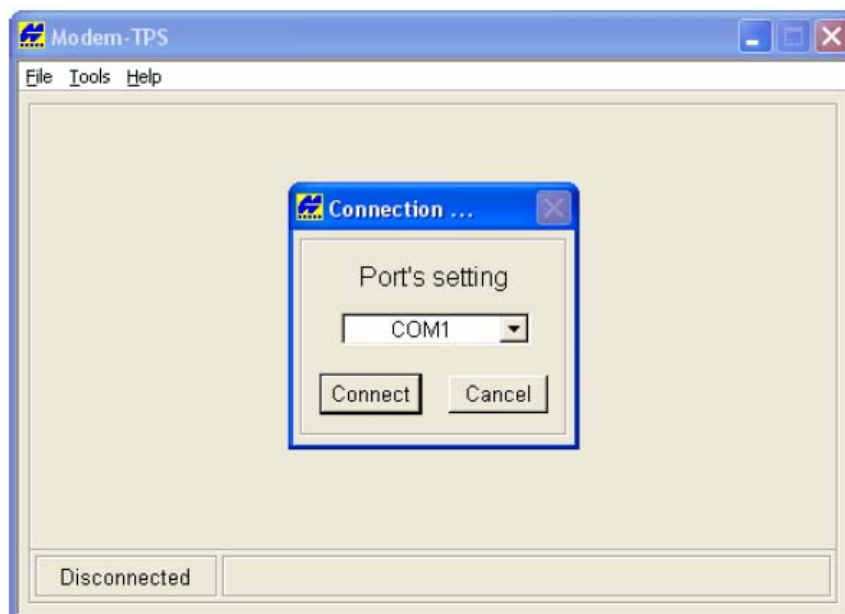 Modem-TPS
File Tools Help
Connection ...
Port's setting
COM1
Connect Cancel
Disconnected